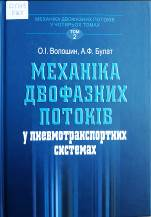 МЕХАНІКА ДВОФАЗНИХ ПОТОКІВ
У ЧОТИРЬОХ ТОМАХ
ТОМ
2
О.І. Волошин, А.Ф. Булат
МЕХАНІКА
ДВОФАЗНИХ
ПОТОКІВ
у пневмотранспортних
системах